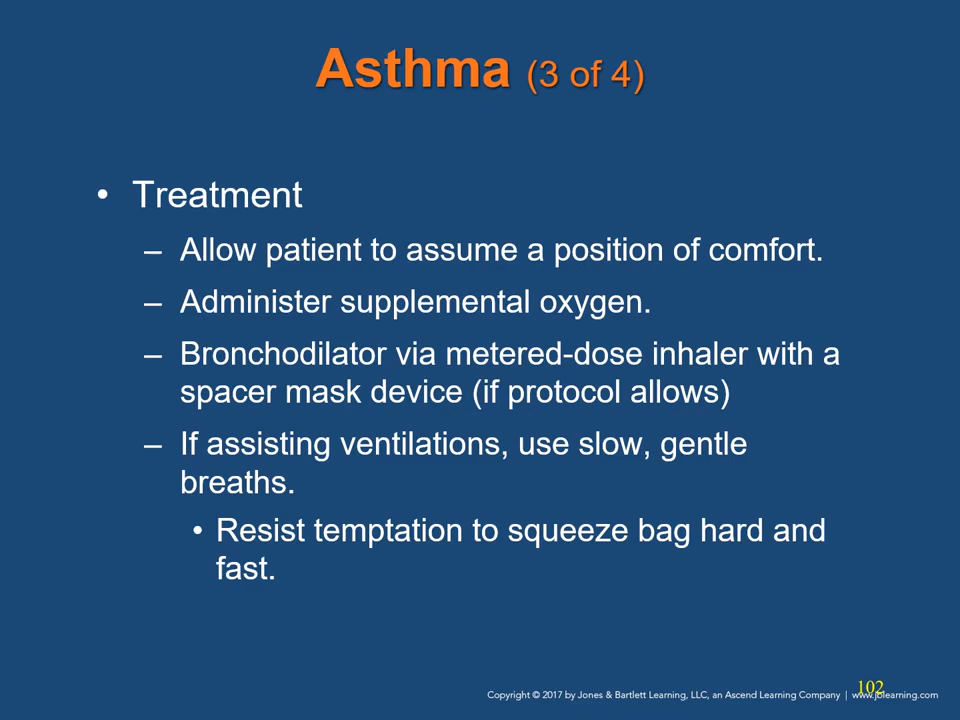 Asthma (3 of 4)
• Treatment
– Allow patient to assume a position of comfort.
– Administer supplemental oxygen.
– Bronchodilator via metered-dose inhaler with a
spacer mask device (if protocol allows)
– If assisting ventilations, use slow, gentle
breaths.
• Resist temptation to squeeze bag hard and
fast.
102
Copyright © 2017 by Jones & Bartlett Learning, LLC, an Ascend Learning Company | www.jblearning.com